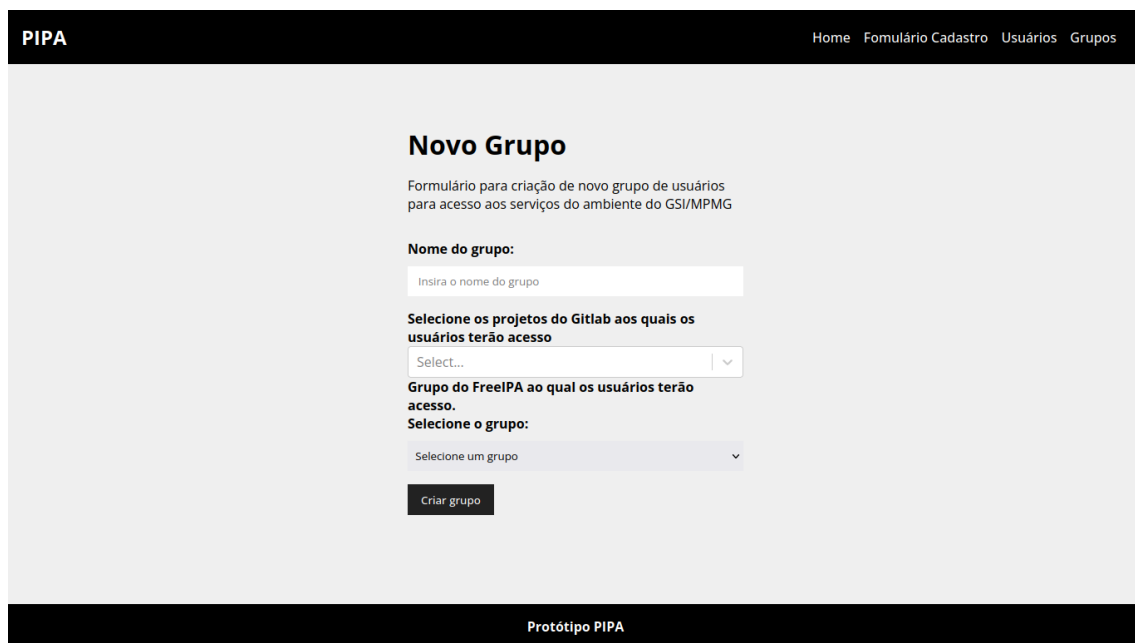 PIPA
Home Fomulário Cadastro Usuários Grupos
Novo Grupo
Formulário para criação de novo grupo de usuários
para acesso aos serviços do ambiente do GSI/MPMG
Nome do grupo:
Insira o nome do grupo
Selecione os projetos do Gitlab aos quais os
usuários terão acesso
Select...
Grupo do FreeIPA ao qual os usuários terão
acesso.
Selecione o grupo:
Selecione um grupo
Criar grupo
Protótipo PIPA